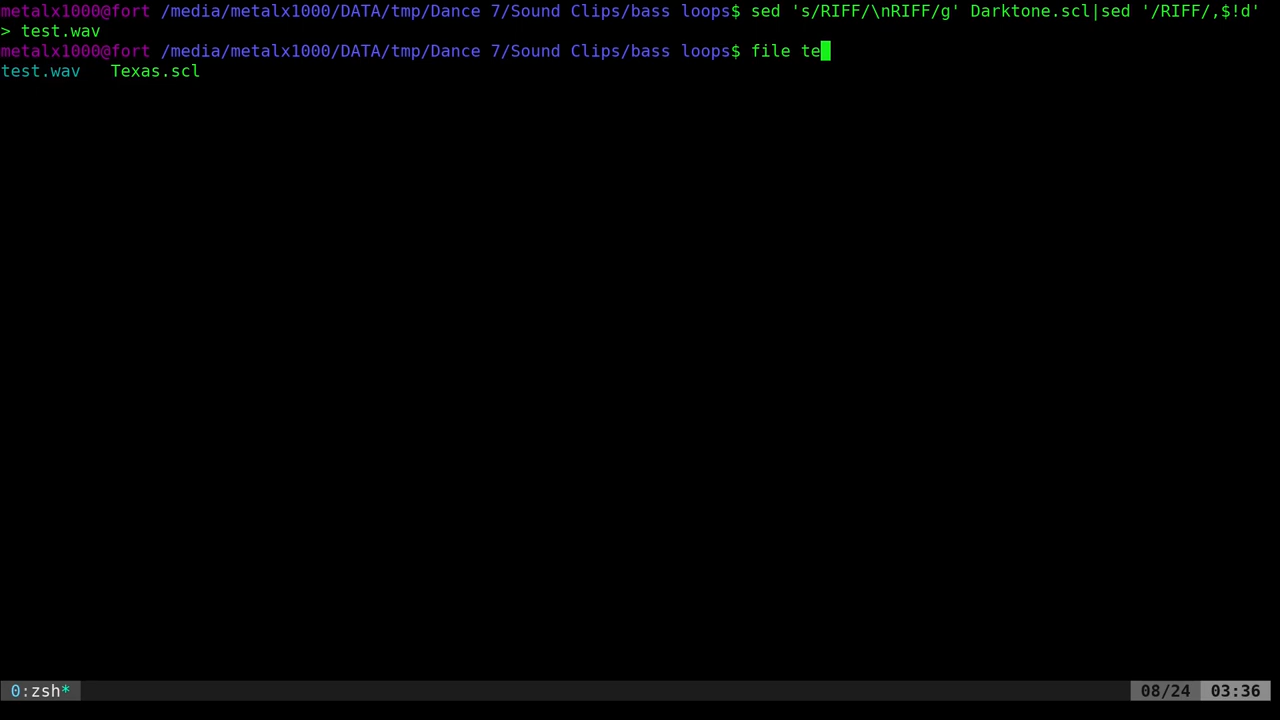 metalx1000@fort /media/metalx1000/DATA/tmp/Dance 7/Sound Clips/bass loops$ sed 's/RIFF/\nRIFF/g' Darktone.scl|sed '/RIFF/,$!d'
> test.wav
metalx1000@fort /media/metalx1000/DATA/tmp/Dance 7/Sound Clips/bass loops$ file te
test.wav   Texas.scl
0:zsh* 08/24 03:36